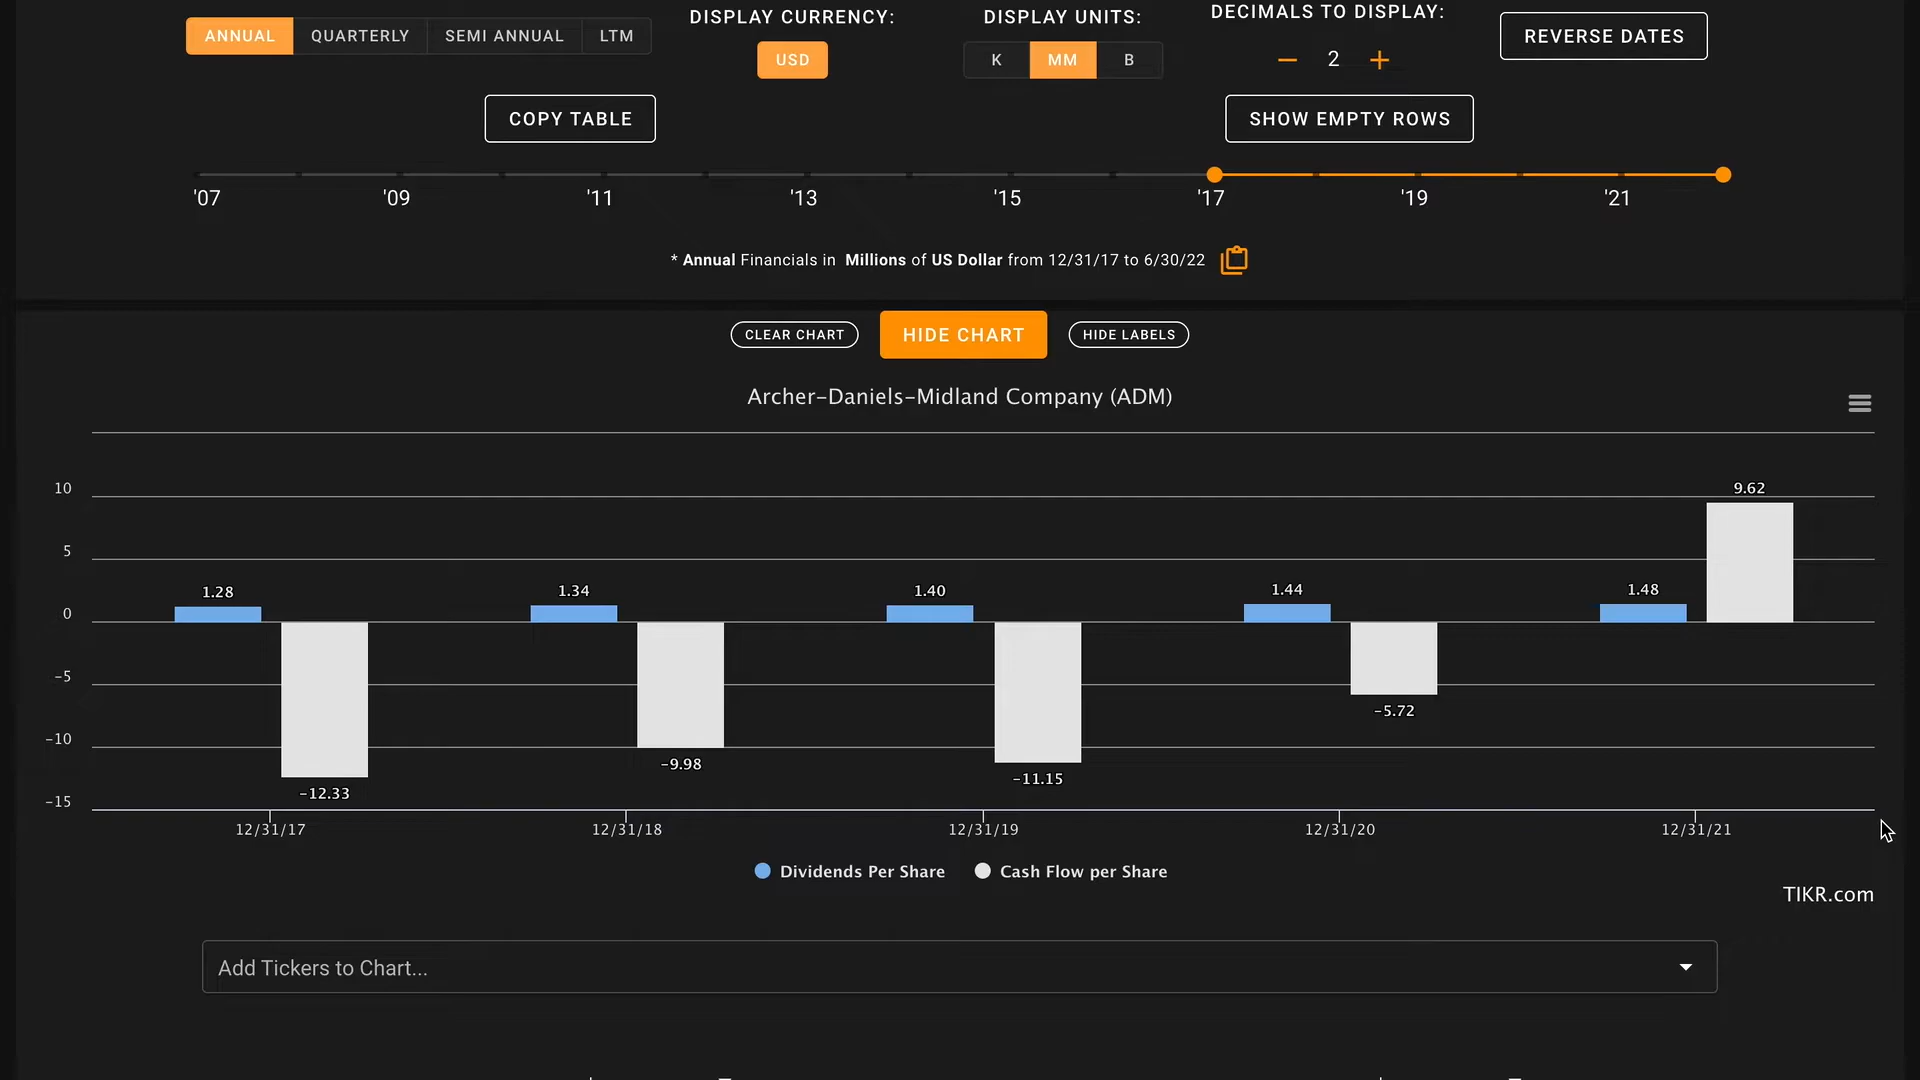 ANNUAL QUARTERLY SEMI ANNUAL LTM
DISPLAY CURRENCY:
USD
DISPLAY UNITS:
K MM B
DECIMALS TO DISPLAY:
− 2 +
REVERSE DATES
COPY TABLE
SHOW EMPTY ROWS
'07 '09 '11 '13 '15 '17 '19 '21
* Annual Financials in Millions of US Dollar from 12/31/17 to 6/30/22
CLEAR CHART HIDE CHART HIDE LABELS
Archer-Daniels-Midland Company (ADM)
10
5
0
-5
-10
-15
1.28
-12.33
1.34
-9.98
1.40
-11.15
1.44
-5.72
1.48
9.62
12/31/17 12/31/18 12/31/19 12/31/20 12/31/21
Dividends Per Share Cash Flow per Share
TIKR.com
Add Tickers to Chart...